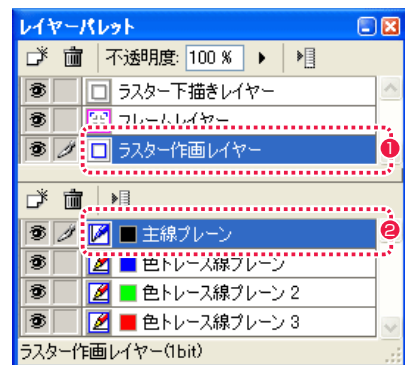 レイヤーパレット
不透明度: 100 %
ラスター下描きレイヤー
フレームレイヤー
ラスター作画レイヤー
1
2
主線プレーン
色トレース線プレーン
色トレース線プレーン 2
色トレース線プレーン 3
ラスター作画レイヤー(1bit)